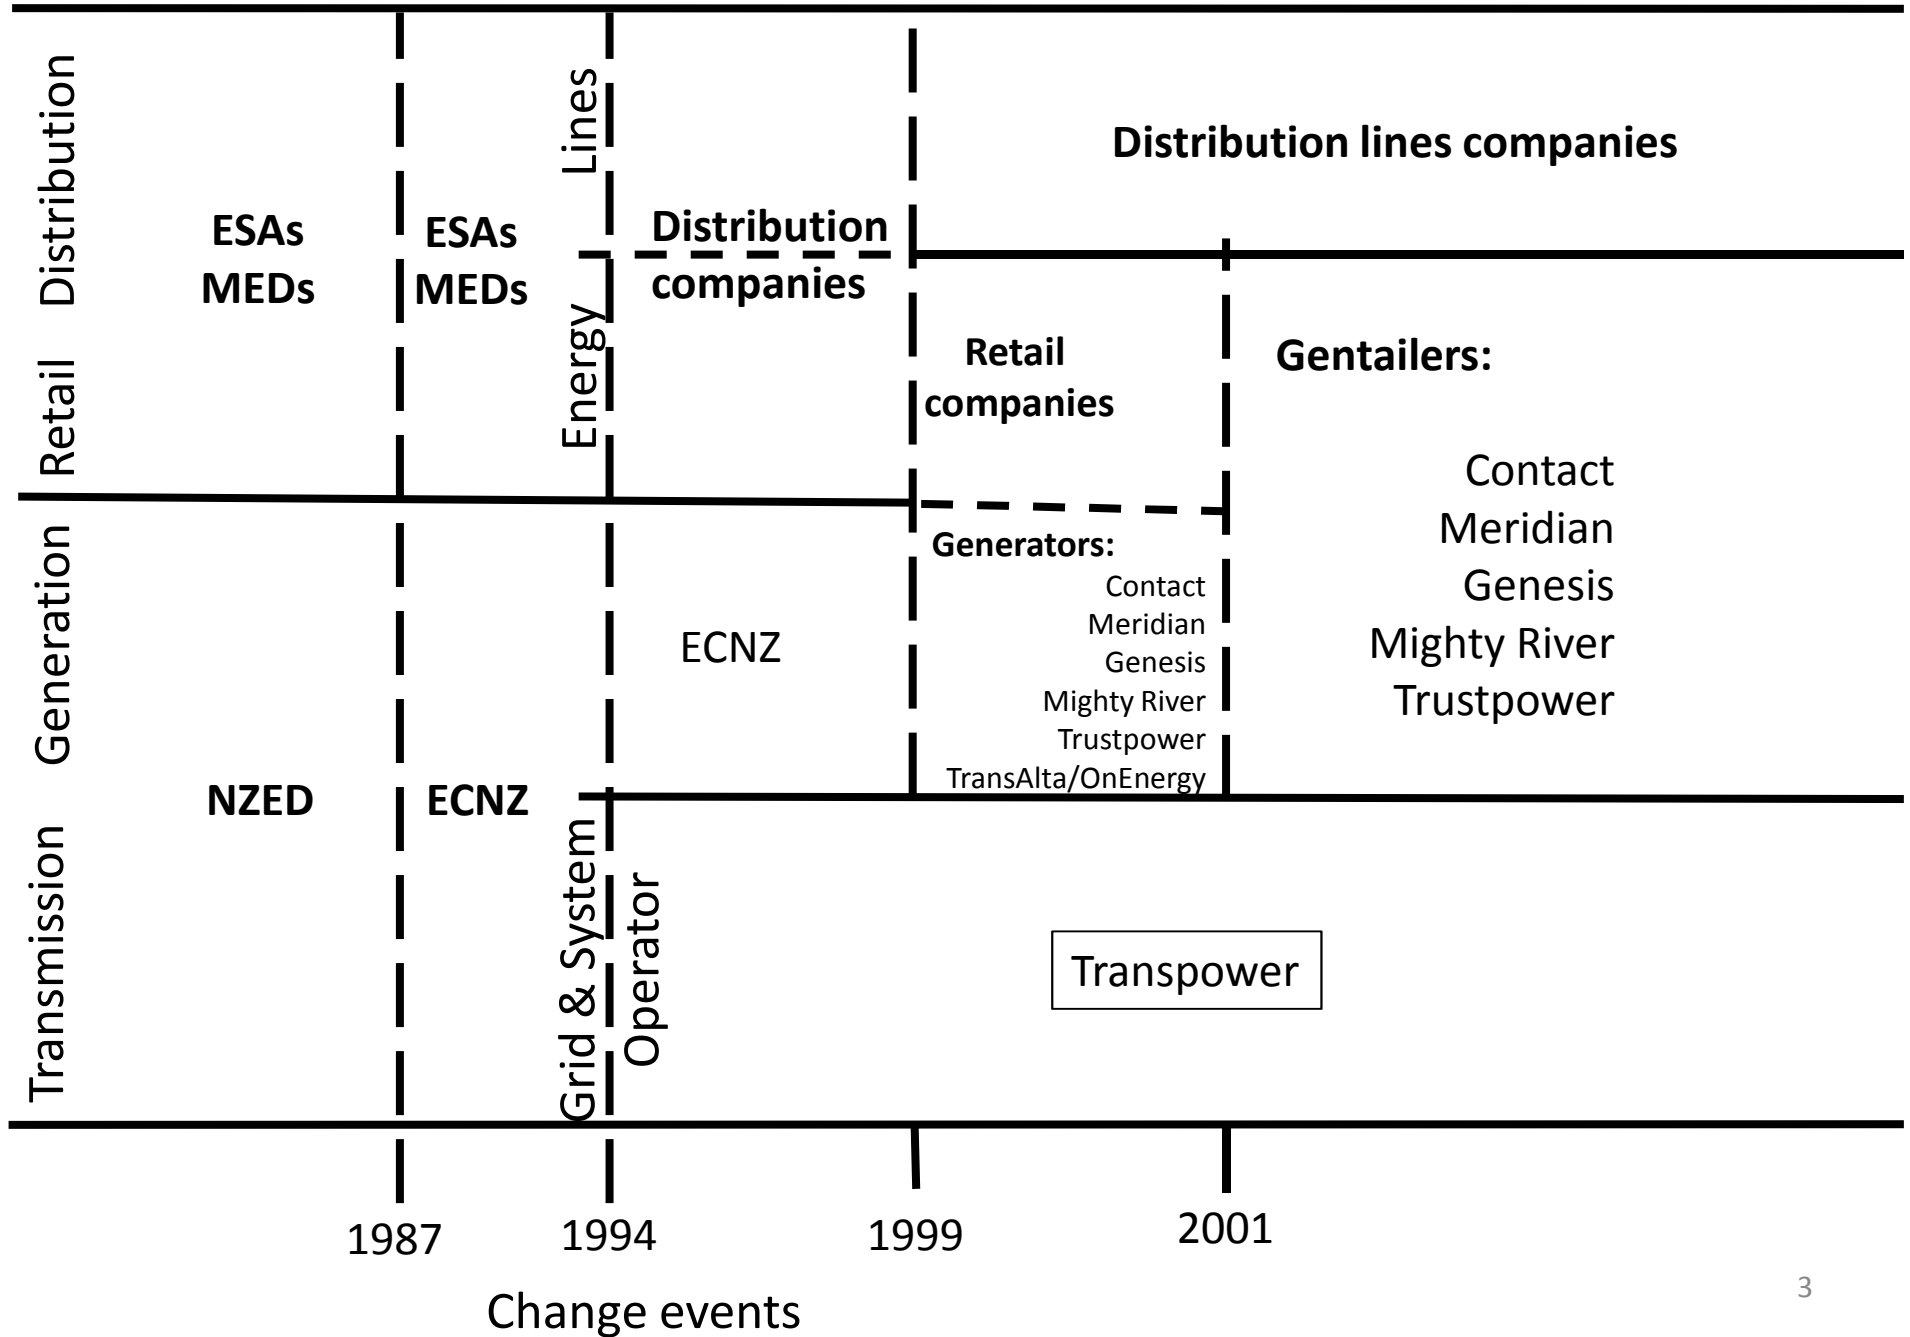 Distribution
Retail
Generation
Transmission
ESAs
MEDs
ESAs
MEDs
Lines
Energy
Distribution
companies
Distribution lines companies
Retail
companies
Gentailers:
Contact
Meridian
Genesis
Mighty River
Trustpower
NZED
ECNZ
ECNZ
Generators:
Contact
Meridian
Genesis
Mighty River
Trustpower
TransAlta/OnEnergy
Grid & System
Operator
Transpower
1987
1994
1999
2001
Change events
3